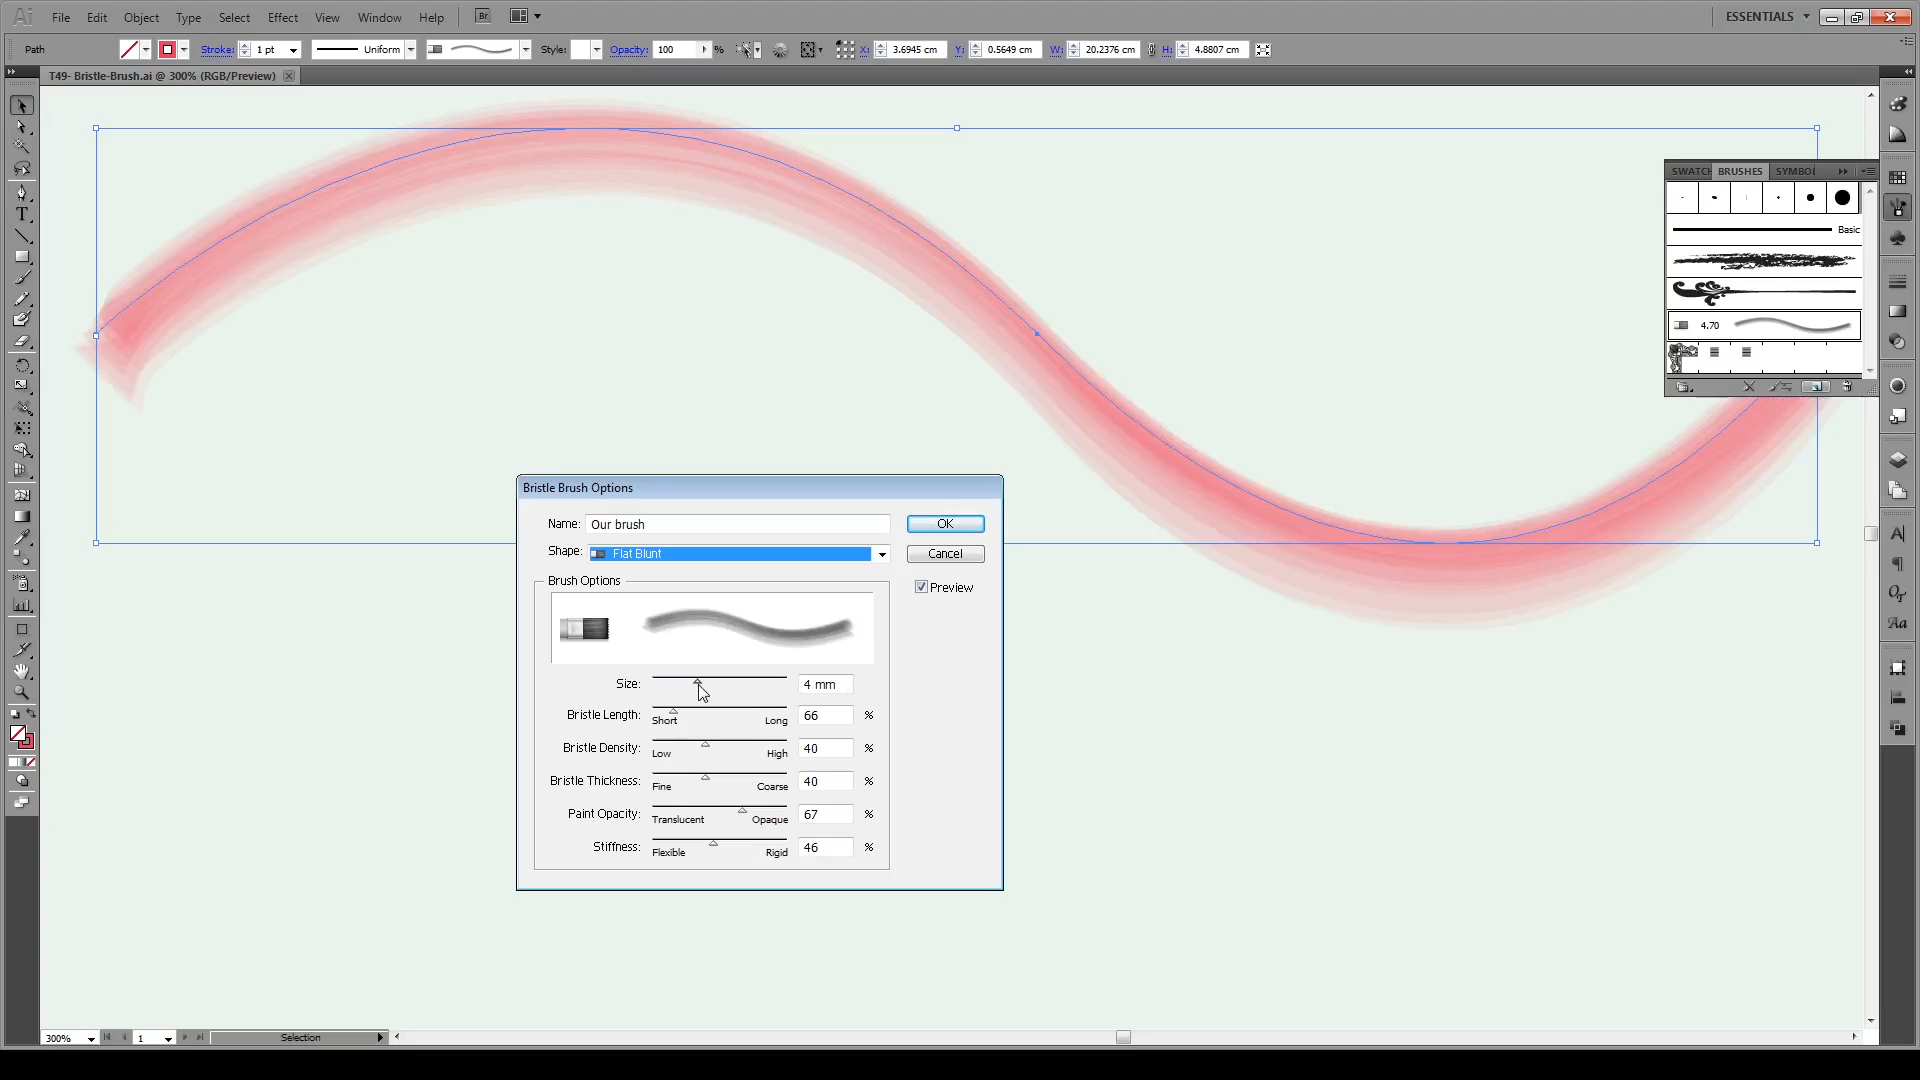 Ai File Edit Object Type Select Effect View Window Help Br ESSENTIALS
Path Stroke: 1 pt Uniform Style: Opacity: 100 % X: 3.6945 cm Y: 0.5649 cm W: 20.2376 cm H: 4.8807 cm
T49- Bristle-Brush.ai @ 300% (RGB/Preview)
SWATCH BRUSHES SYMBOL
Basic
4.70
Bristle Brush Options
Name: Our brush OK
Shape: Flat Blunt Cancel
Brush Options Preview
Size: 4 mm
Bristle Length: 66 %
Short Long
Bristle Density: 40 %
Low High
Bristle Thickness: 40 %
Fine Coarse
Paint Opacity: 67 %
Translucent Opaque
Stiffness: 46 %
Flexible Rigid
300% 1 Selection